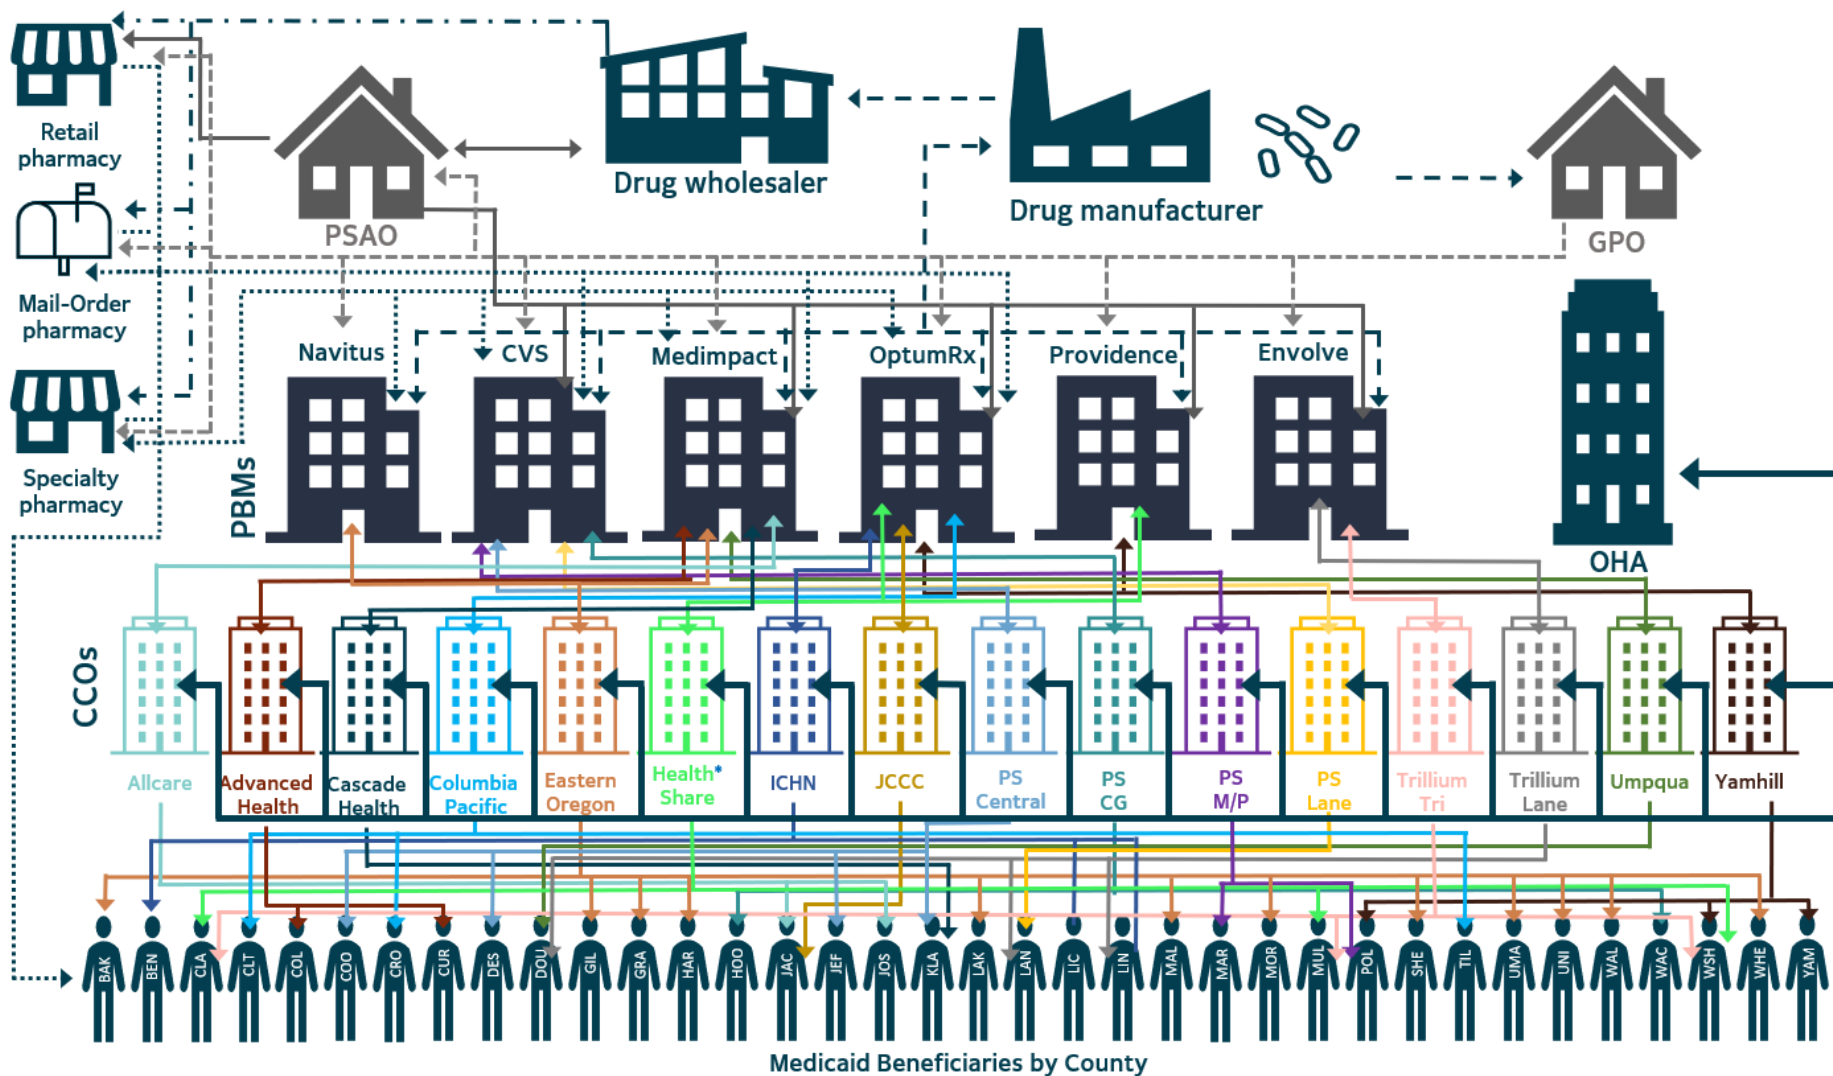 Retail
pharmacy
Mail-Order
pharmacy
Specialty
pharmacy
PSAO
Drug wholesaler
Drug manufacturer
GPO
OHA
PBMs
Navitus
CVS
Medimpact
OptumRx
Providence
Envolve
CCOs
Allcare
Advanced
Health
Cascade
Health
Columbia
Pacific
Eastern
Oregon
Health*
Share
ICHN
JCCC
PS
Central
PS
CG
PS
M/P
PS
Lane
Trillium
Tri
Trillium
Lane
Umpqua
Yamhill
BAK
BEN
CLA
CLT
COL
COO
CRO
CUR
DES
DOU
GIL
GRA
HAR
HOO
JAC
JEF
JOS
KLA
LAK
LAN
LIC
LIN
MAL
MAR
MOR
MUL
POL
SHE
TIL
UMA
UNI
WAL
WAC
WSH
WHE
YAM
Medicaid Beneficiaries by County